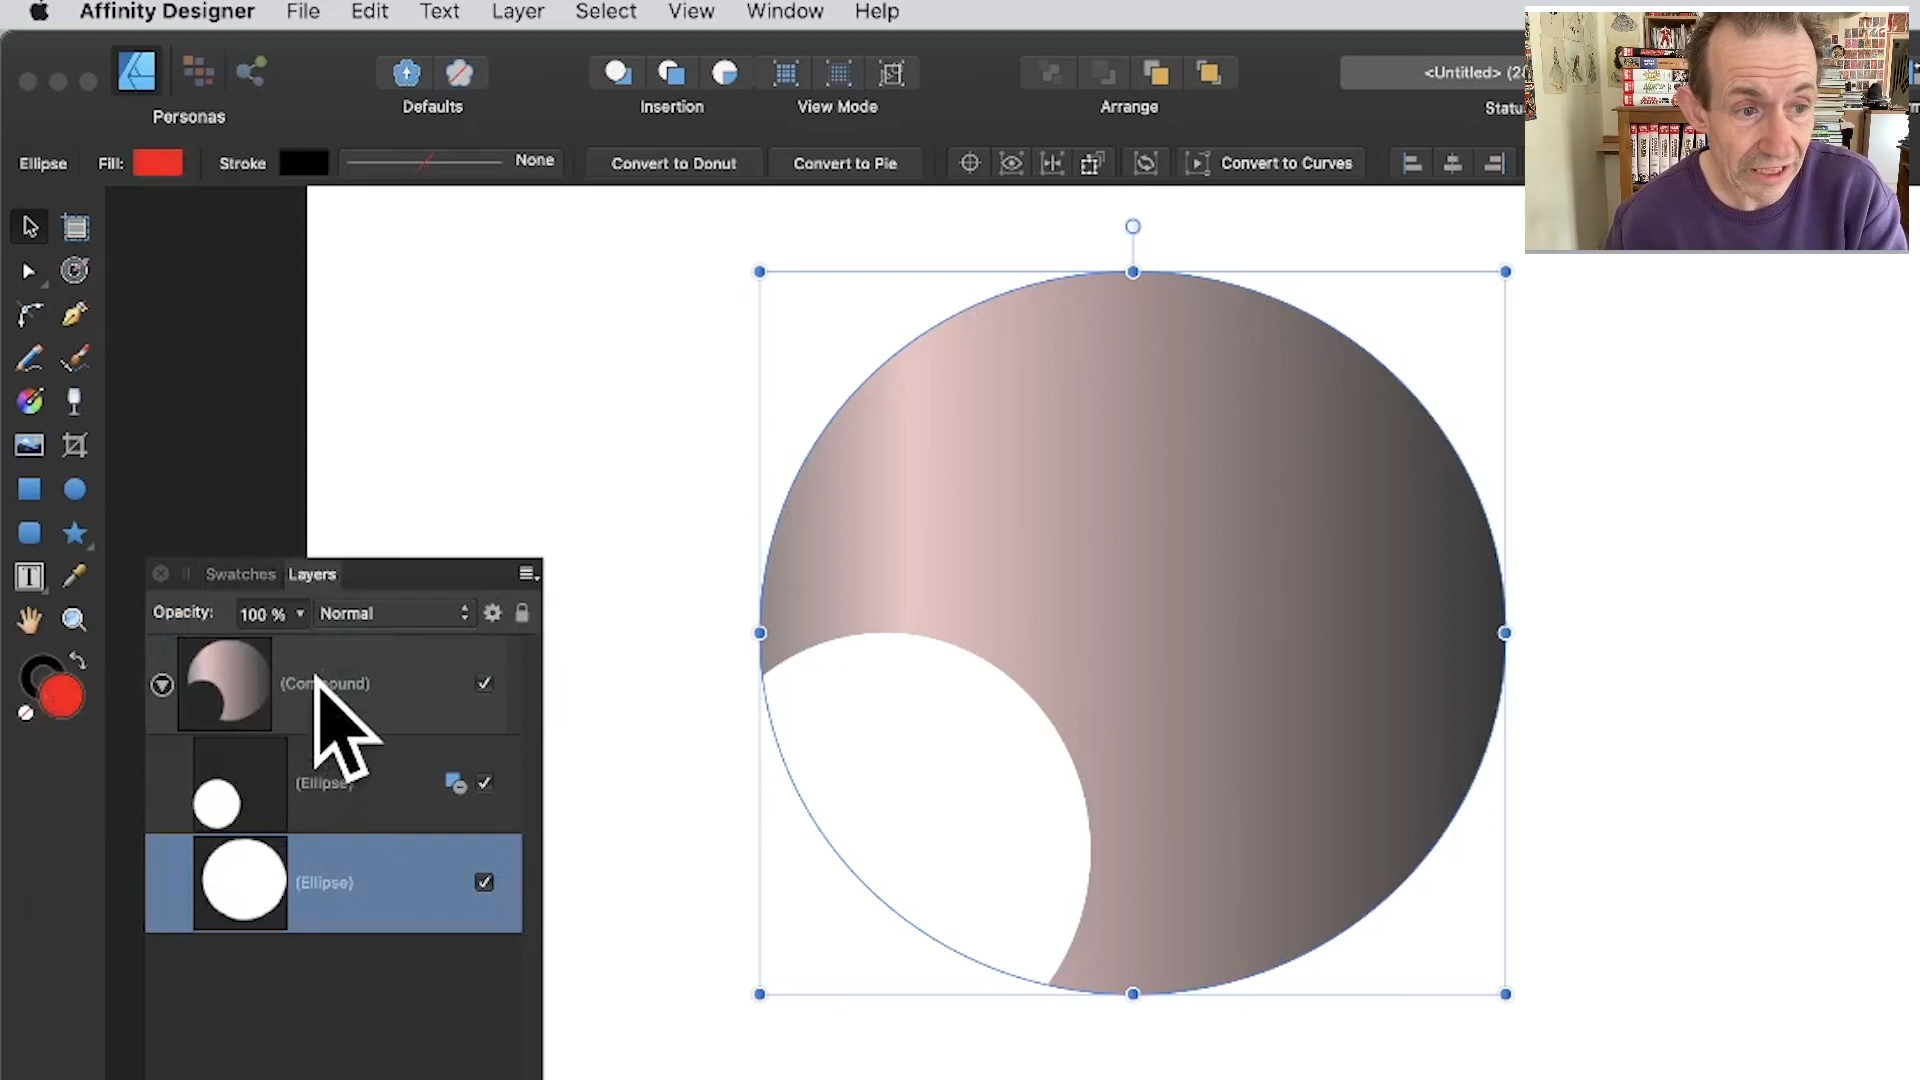 Affinity Designer File Edit Text Layer Select View Window Help
Personas Defaults Insertion View Mode Arrange
<Untitled>
Ellipse Fill: Stroke None Convert to Donut Convert to Pie Convert to Curves
Swatches Layers
Opacity: 100 % Normal
(Compound)
(Ellipse)
(Ellipse)